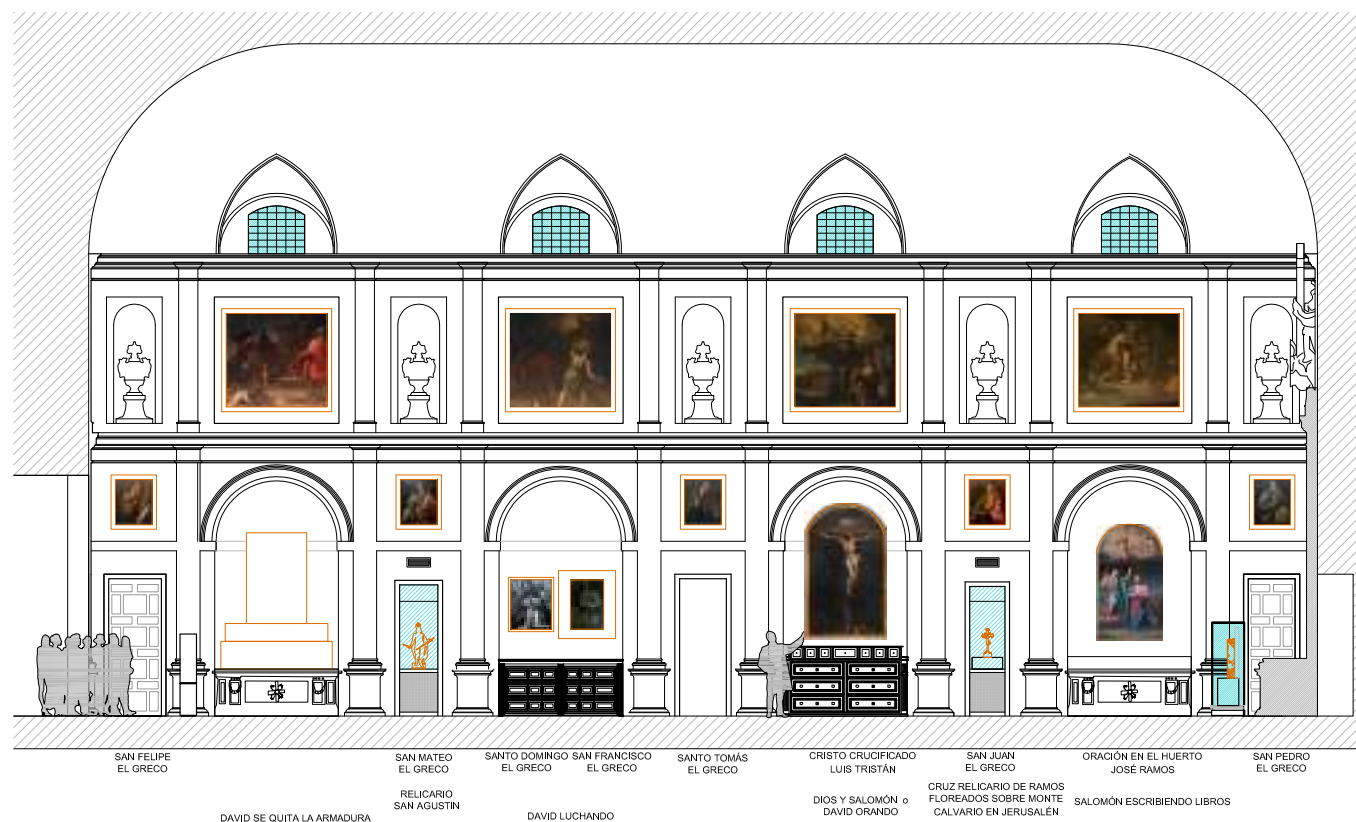 SAN FELIPE
EL GRECO
DAVID SE QUITA LA ARMADURA
SAN MATEO
EL GRECO
RELICARIO
SAN AGUSTIN
SANTO DOMINGO
EL GRECO
SAN FRANCISCO
EL GRECO
DAVID LUCHANDO
SANTO TOMÁS
EL GRECO
CRISTO CRUCIFICADO
LUIS TRISTÁN
DIOS Y SALOMÓN o
DAVID ORANDO
SAN JUAN
EL GRECO
CRUZ RELICARIO DE RAMOS
FLOREADOS SOBRE MONTE
CALVARIO EN JERUSALÉN
ORACIÓN EN EL HUERTO
JOSÉ RAMOS
SALOMÓN ESCRIBIENDO LIBROS
SAN PEDRO
EL GRECO